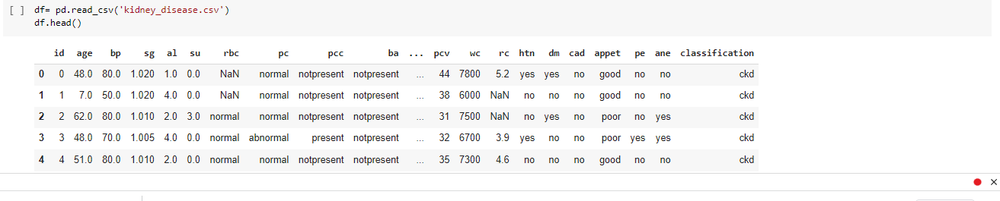 [ ] df= pd.read_csv('kidney_disease.csv')
df.head()
id age bp sg al su rbc pc pcc ba ... pcv wc rc htn dm cad appet pe ane classification
0 0 48.0 80.0 1.020 1.0 0.0 NaN normal notpresent notpresent ... 44 7800 5.2 yes yes no good no no ckd
1 1 7.0 50.0 1.020 4.0 0.0 NaN normal notpresent notpresent ... 38 6000 NaN no no no good no no ckd
2 2 62.0 80.0 1.010 2.0 3.0 normal normal notpresent notpresent ... 31 7500 NaN no yes no poor no yes ckd
3 3 48.0 70.0 1.005 4.0 0.0 normal abnormal present notpresent ... 32 6700 3.9 yes no no poor yes yes ckd
4 4 51.0 80.0 1.010 2.0 0.0 normal normal notpresent notpresent ... 35 7300 4.6 no no no good no no ckd